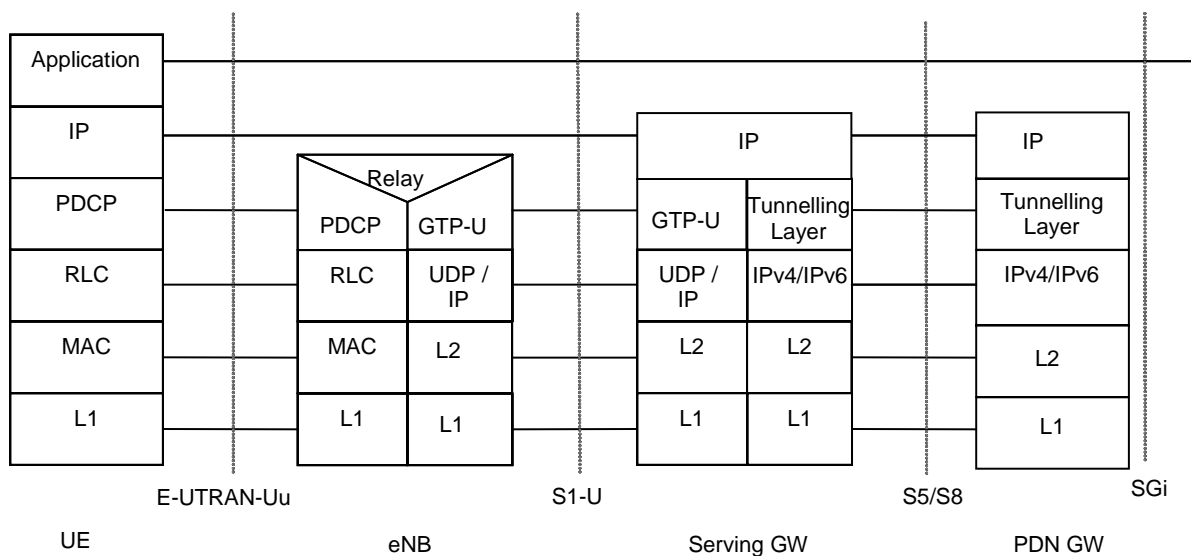 Application
IP
PDCP
RLC
MAC
L1
Relay
PDCP
GTP-U
RLC
UDP /
IP
MAC
L2
L1
L1
IP
GTP-U
Tunnelling
Layer
UDP /
IP
IPv4/IPv6
L2
L2
L1
L1
IP
Tunnelling
Layer
IPv4/IPv6
L2
L1
E-UTRAN-Uu
S1-U
S5/S8
SGi
UE
eNB
Serving GW
PDN GW